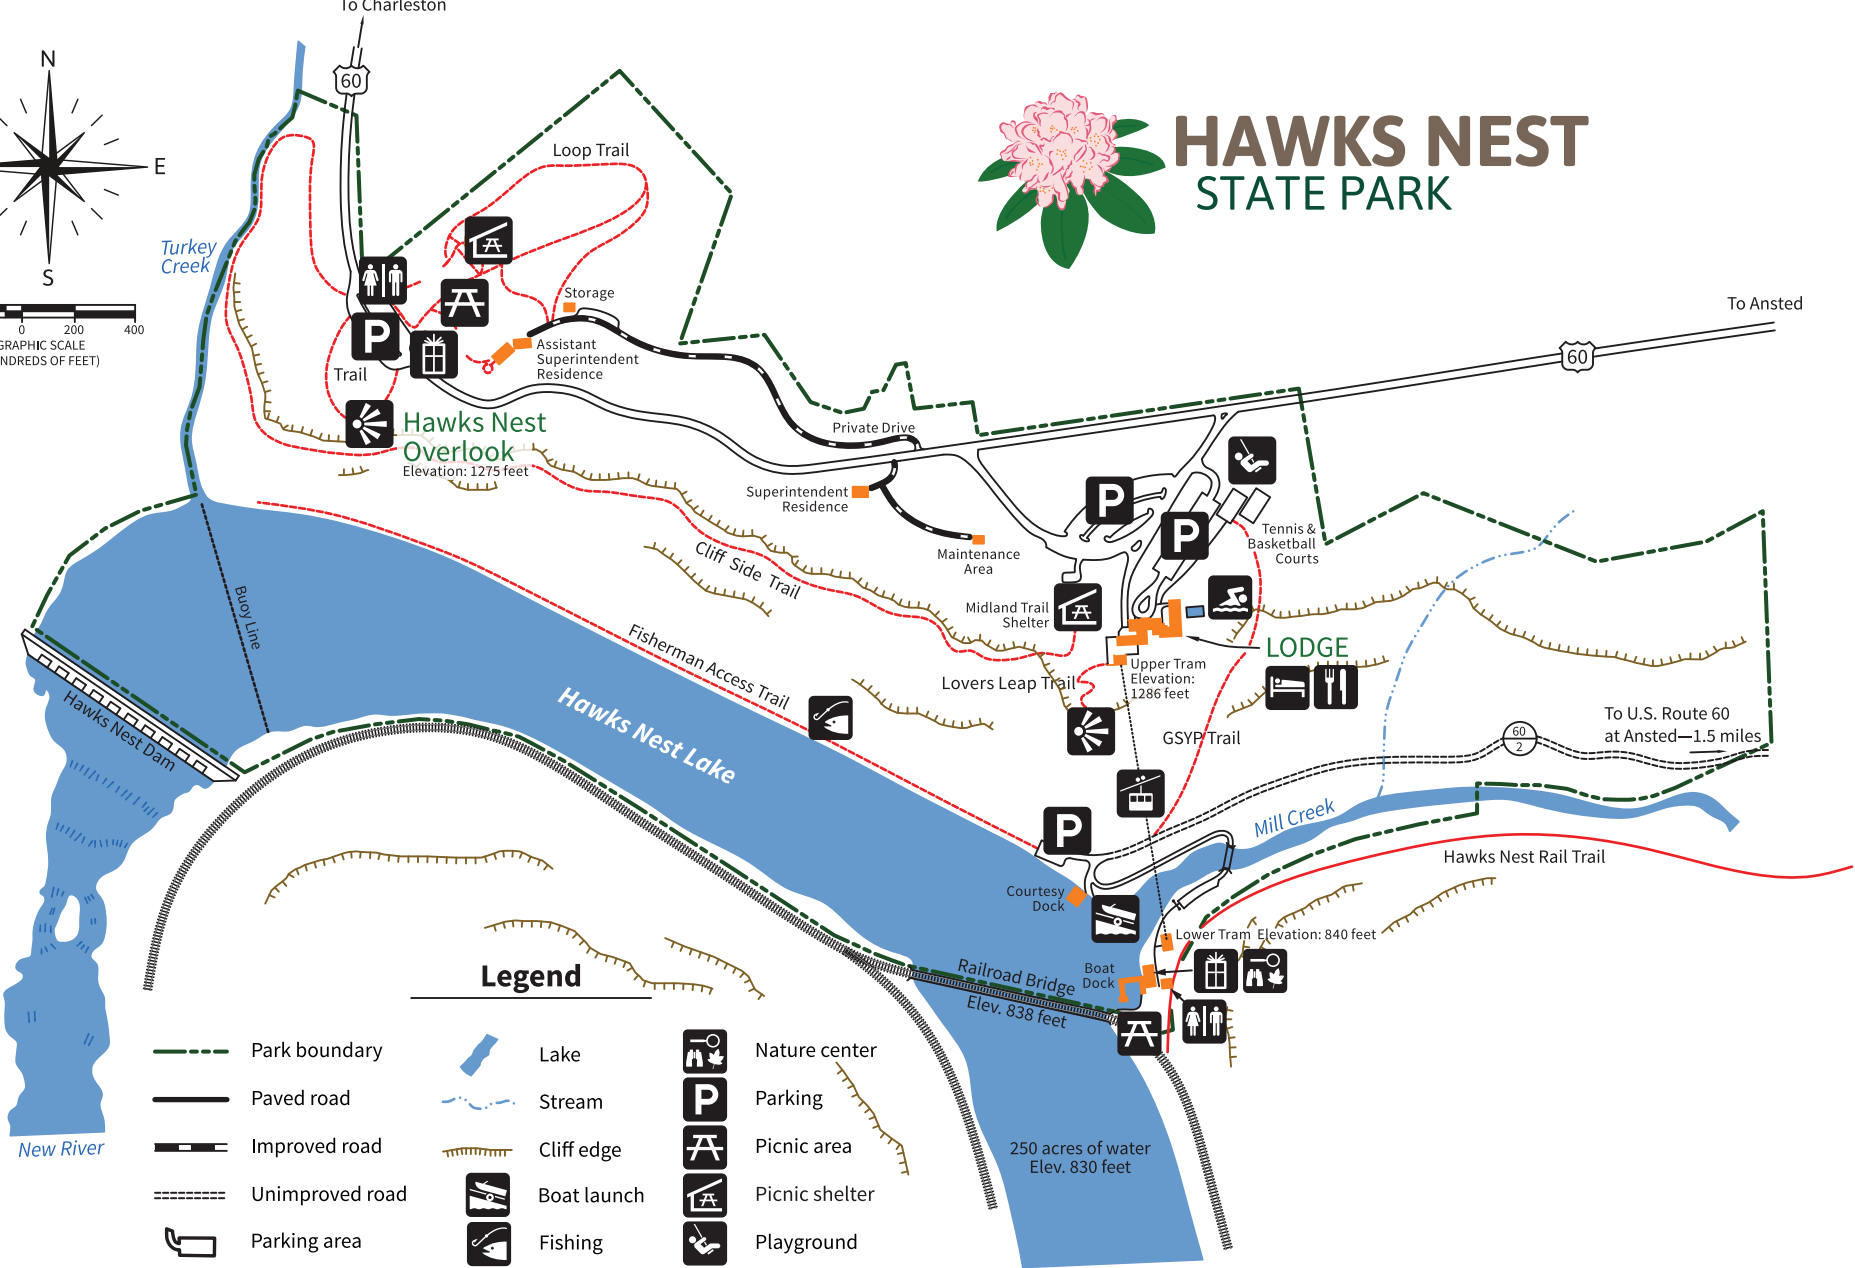 To Charleston
60
N
E
S
0 200 400
GRAPHIC SCALE
NDREDS OF FEET)
HAWKS NEST
STATE PARK
Loop Trail
Turkey
Creek
Storage
P
Assistant
Superintendent
Residence
Trail
Hawks Nest
Overlook
Elevation: 1275 feet
To Ansted
60
Private Drive
Superintendent
Residence
Maintenance
Area
P
P
Tennis &
Basketball
Courts
Cliff Side Trail
Midland Trail
Shelter
LODGE
Upper Tram
Elevation:
1286 feet
Lovers Leap Trail
GSYP Trail
Buoy Line
Fisherman Access Trail
Hawks Nest Lake
Hawks Nest Dam
To U.S. Route 60
at Ansted—1.5 miles
60
2
P
Mill Creek
Hawks Nest Rail Trail
Courtesy
Dock
Lower Tram Elevation: 840 feet
Boat
Dock
Railroad Bridge
Elev. 838 feet
250 acres of water
Elev. 830 feet
New River
Legend
Park boundary
Paved road
Improved road
Unimproved road
Parking area
Lake
Stream
Cliff edge
Boat launch
Fishing
Nature center
P
Parking
Picnic area
Picnic shelter
Playground